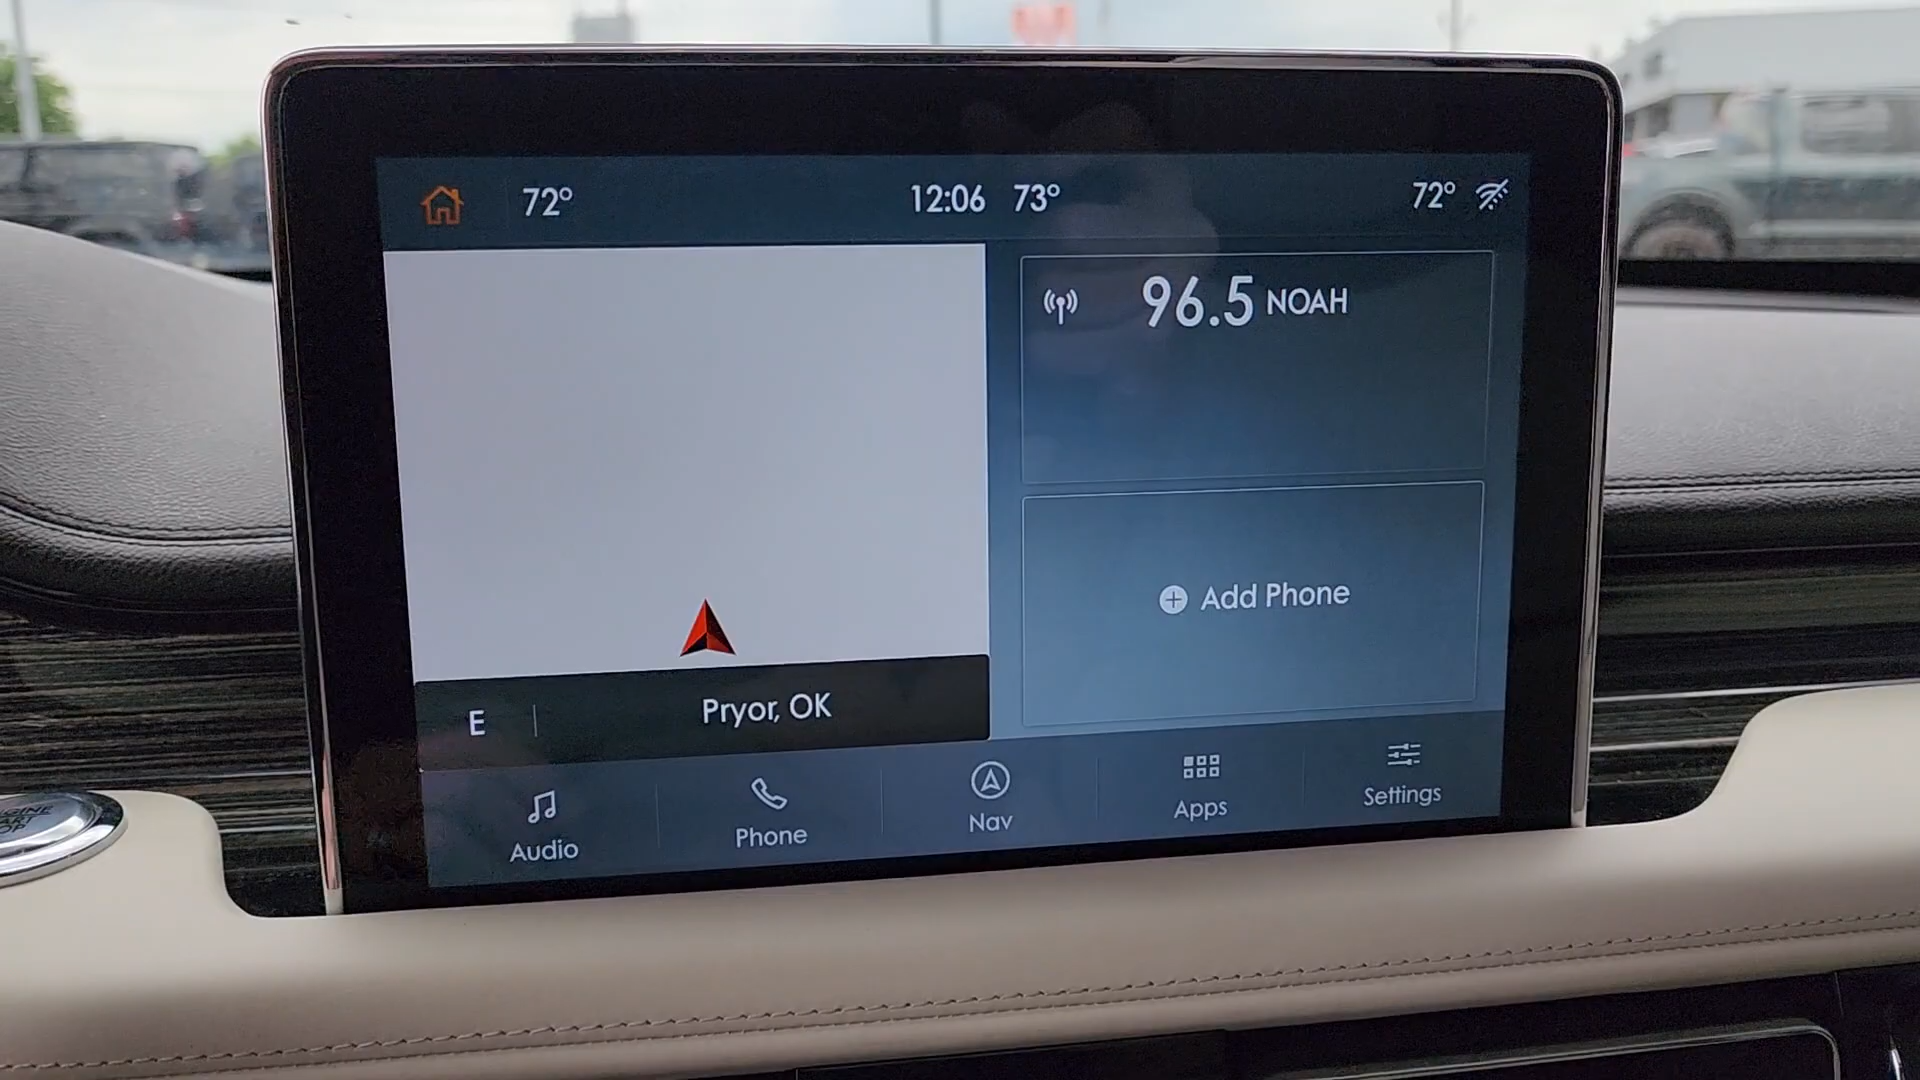 72°
12:06 73°
72°
96.5 NOAH
Add Phone
E
Pryor, OK
Audio
Phone
Nav
Apps
Settings